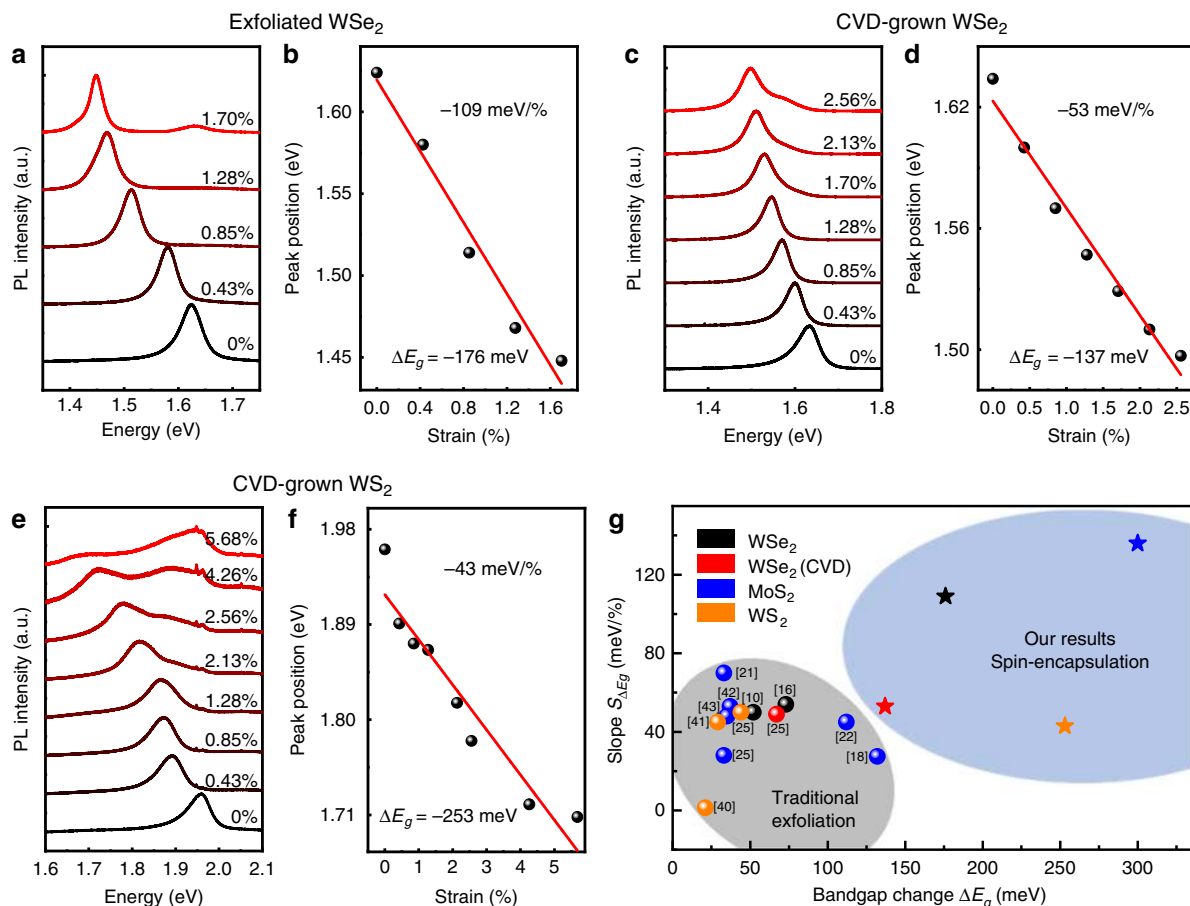 Exfoliated WSe₂
CVD-grown WSe₂
a
PL intensity (a.u.)
1.70%
1.28%
0.85%
0.43%
0%
1.4 1.5 1.6 1.7
Energy (eV)
b
Peak position (eV)
1.60
1.55
1.50
1.45
–109 meV/%
ΔE_g = –176 meV
0.0 0.4 0.8 1.2 1.6
Strain (%)
c
PL intensity (a.u.)
2.56%
2.13%
1.70%
1.28%
0.85%
0.43%
0%
1.4 1.6 1.8
Energy (eV)
d
Peak position (eV)
1.62
1.56
1.50
–53 meV/%
ΔE_g = –137 meV
0.0 0.5 1.0 1.5 2.0 2.5
Strain (%)
CVD-grown WS₂
e
PL intensity (a.u.)
5.68%
4.26%
2.56%
2.13%
1.28%
0.85%
0.43%
0%
1.6 1.7 1.8 1.9 2.0 2.1
Energy (eV)
f
Peak position (eV)
1.98
1.89
1.80
1.71
–43 meV/%
ΔE_g = –253 meV
0 1 2 3 4 5
Strain (%)
g
Slope S_ΔEg (meV/%)
120
80
40
0
WSe₂
WSe₂ (CVD)
MoS₂
WS₂
Our results
Spin-encapsulation
[21]
[42]
[10]
[16]
[43]
[41]
[25]
[25]
[22]
[25]
[18]
[40]
Traditional
exfoliation
0 50 100 150 200 250 300
Bandgap change ΔE_g (meV)